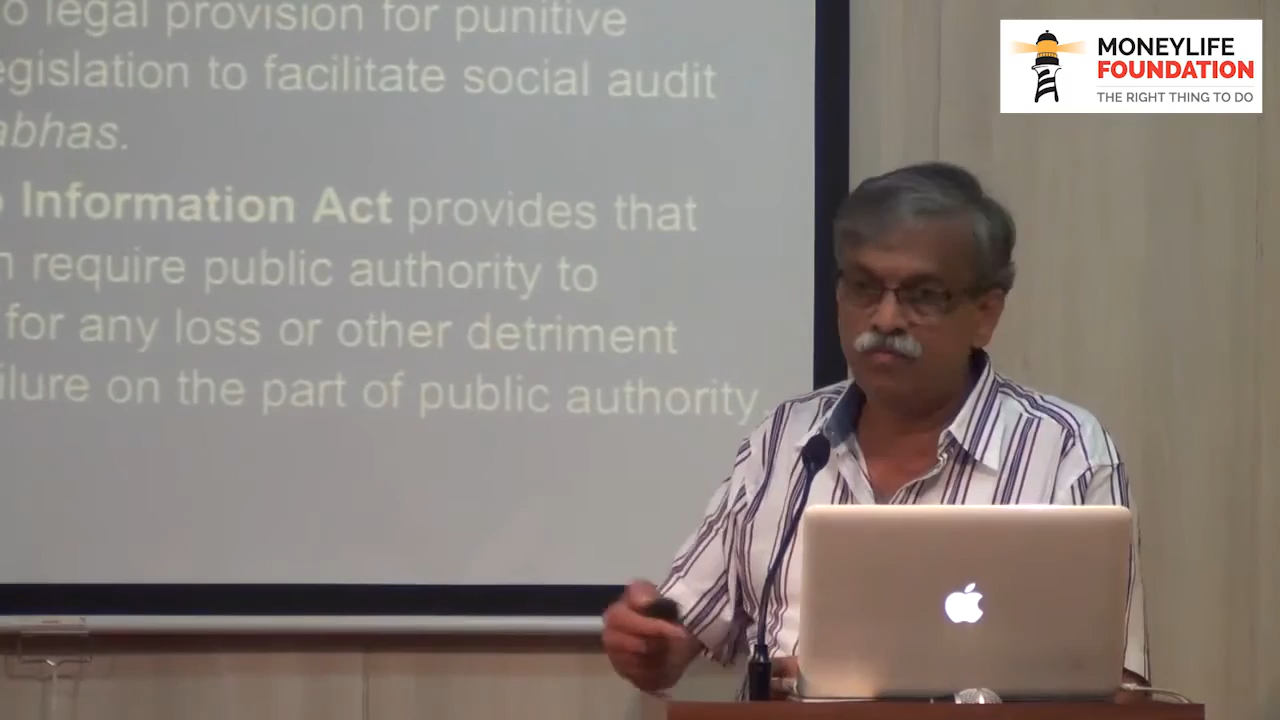 o legal provision for punitive
egislation to facilitate social audit
abhas.
o Information Act provides that
n require public authority to
for any loss or other detriment
ilure on the part of public authority
MONEYLIFE
FOUNDATION
THE RIGHT THING TO DO